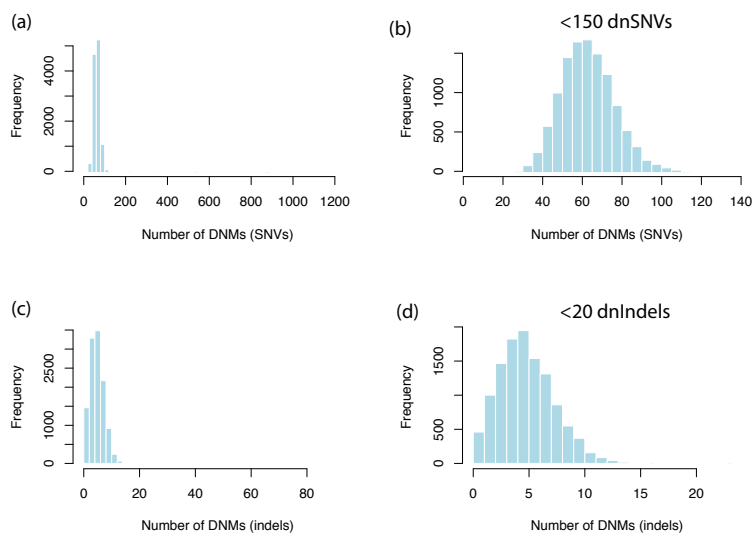 (a)
Frequency
0
2000
4000
0 200 400 600 800 1000 1200
Number of DNMs (SNVs)
(b)
<150 dnSNVs
Frequency
0
500
1000
0 20 40 60 80 100 120 140
Number of DNMs (SNVs)
(c)
Frequency
0
1000
2500
0 20 40 60 80
Number of DNMs (indels)
(d)
<20 dnIndels
Frequency
0
500
1500
0 5 10 15 20
Number of DNMs (indels)